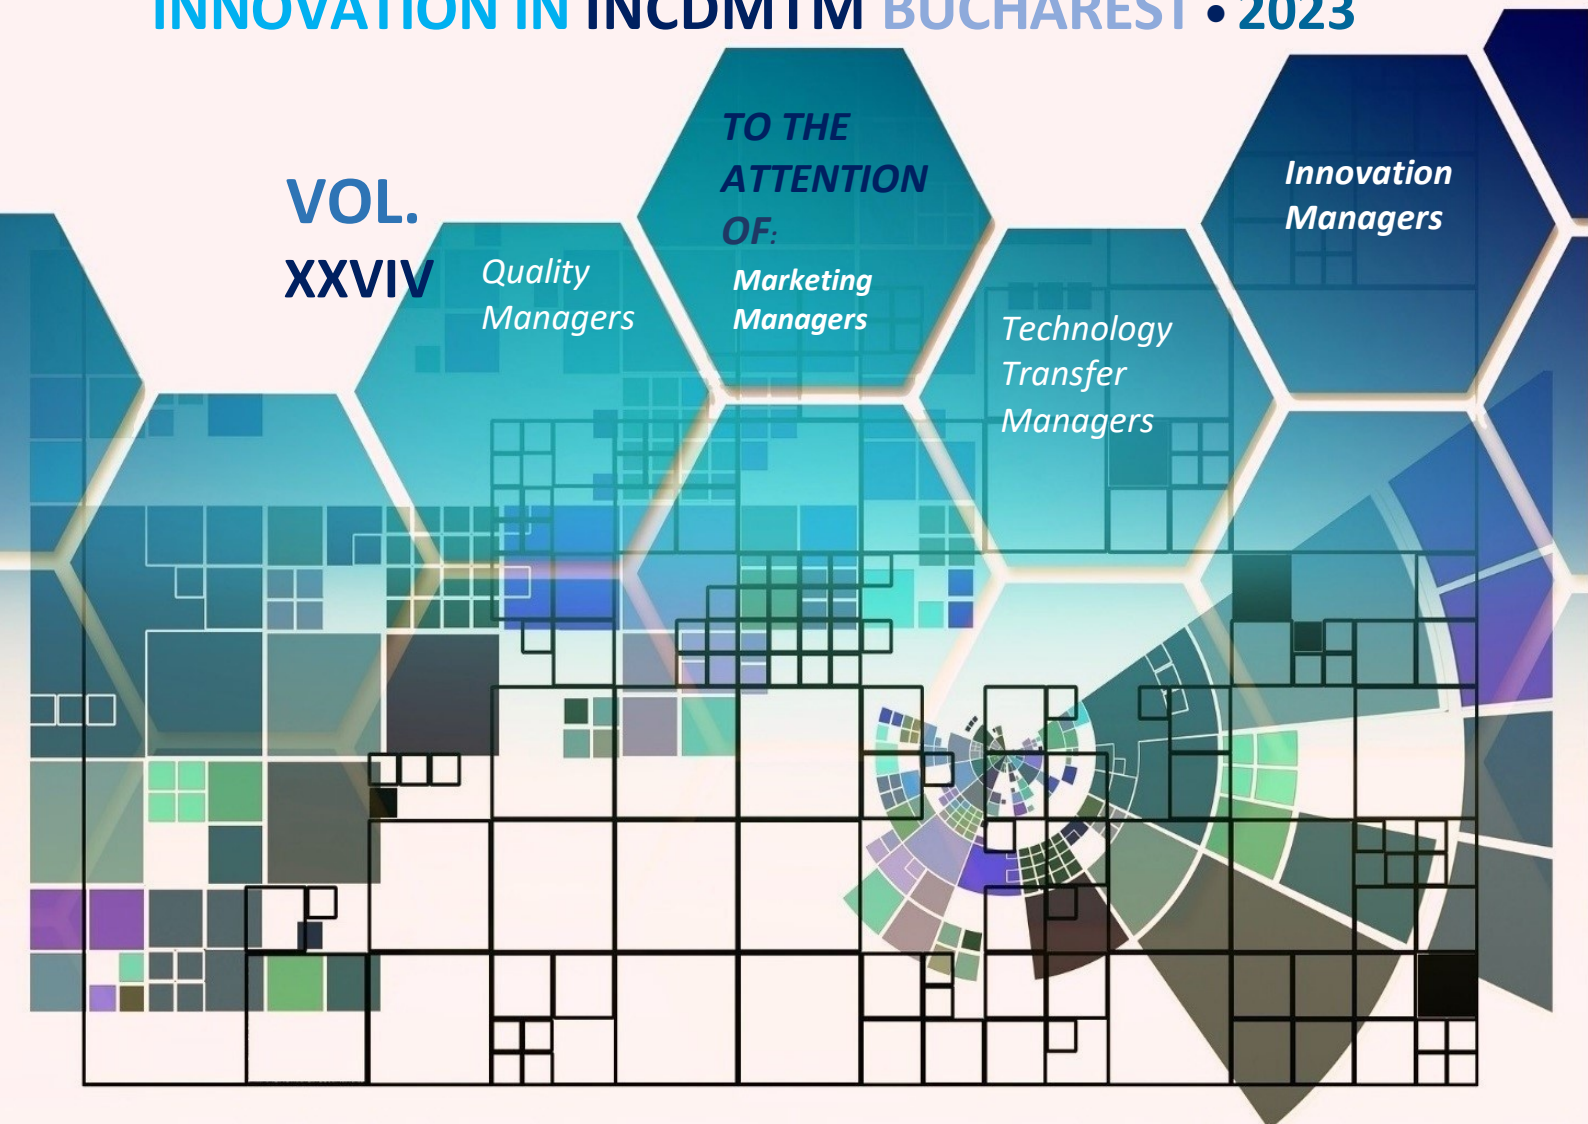 INNOVATION IN INCDMTM BUCHAREST • 2023
VOL.
XXVIV
Quality
Managers
TO THE
ATTENTION
OF:
Marketing
Managers
Technology
Transfer
Managers
Innovation
Managers